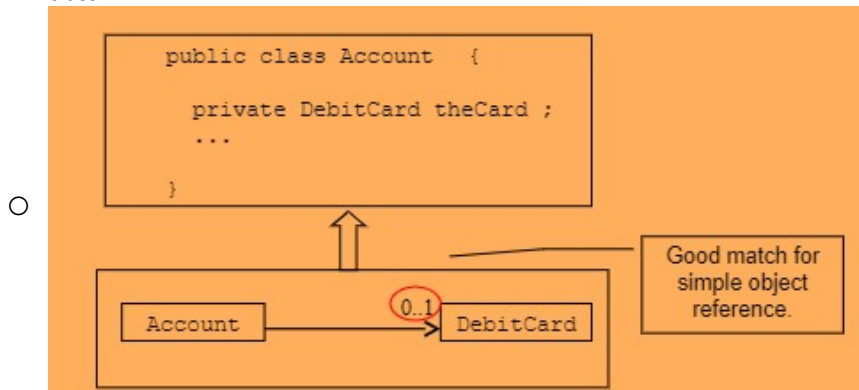 public class Account {
private DebitCard theCard ;
...
}
Good match for
simple object
reference.
0..1
Account
DebitCard